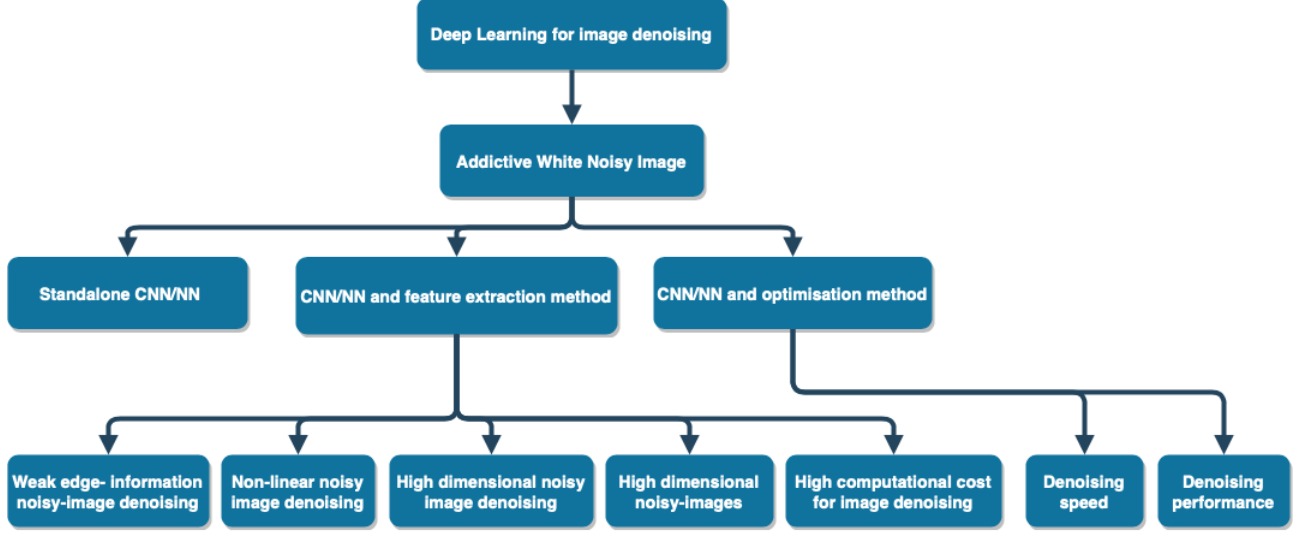 Deep Learning for image denoising
Addictive White Noisy Image
Standalone CNN/NN
CNN/NN and feature extraction method
CNN/NN and optimisation method
Weak edge- information
noisy-image denoising
Non-linear noisy
image denoising
High dimensional noisy
image denoising
High dimensional
noisy-images
High computational cost
for image denoising
Denoising
speed
Denoising
performance